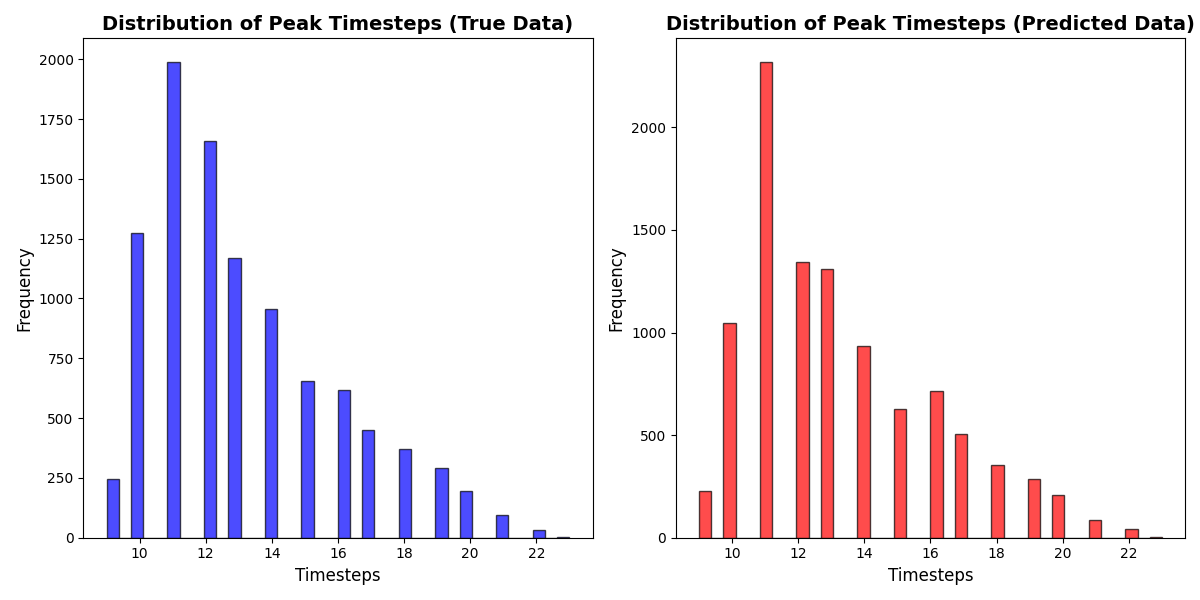 Distribution of Peak Timesteps (True Data)
Frequency
2000
1750
1500
1250
1000
750
500
250
0
10 12 14 16 18 20 22
Timesteps
Distribution of Peak Timesteps (Predicted Data)
Frequency
2000
1500
1000
500
0
10 12 14 16 18 20 22
Timesteps